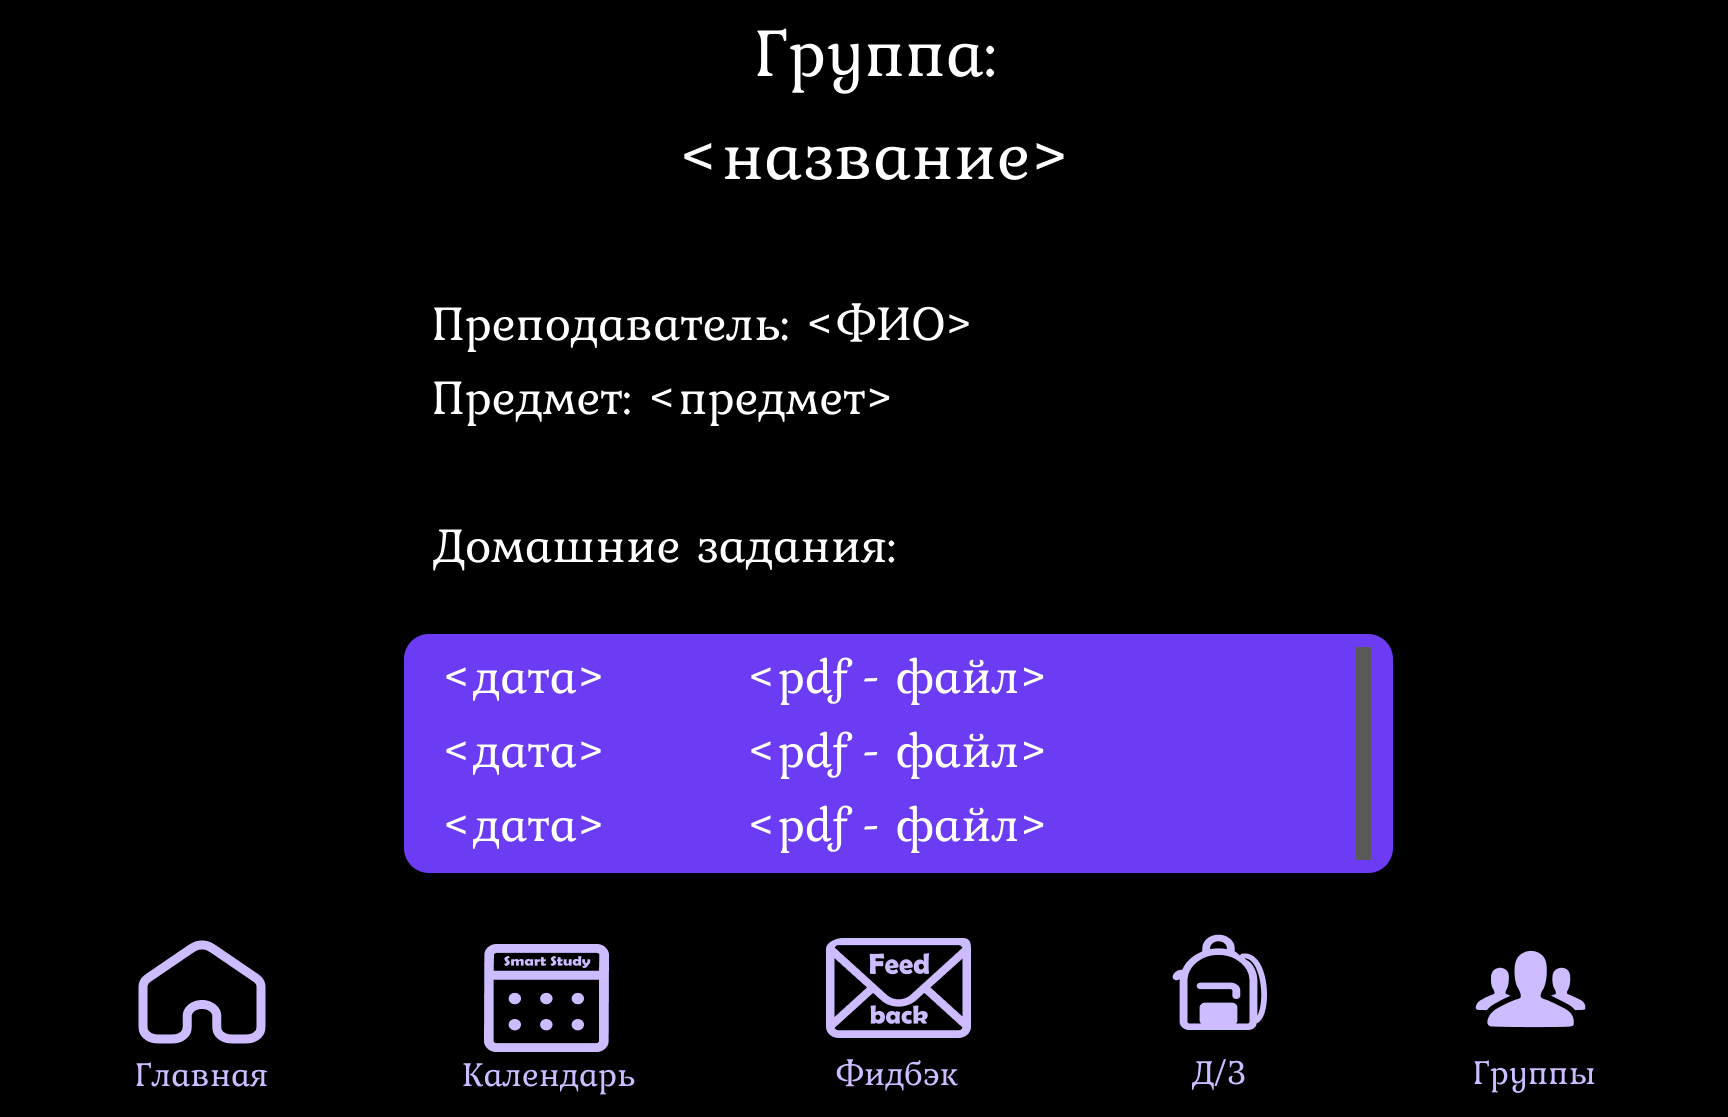 Группа:
<название>
Преподаватель: <ФИО>
Предмет: <предмет>
Домашние задания:
<дата> <pdf - файл>
<дата> <pdf - файл>
<дата> <pdf - файл>
Smart Study
Feed
back
Главная Календарь Фидбэк Д/З Группы